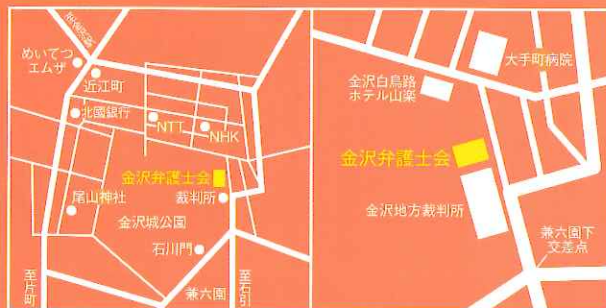 至金沢駅
めいてつ
エムザ
近江町
北國銀行
NTT
NHK
金沢弁護士会
裁判所
尾山神社
金沢城公園
石川門
兼六園
至片町
至石引
大手町病院
金沢白鳥路
ホテル山楽
金沢弁護士会
金沢地方裁判所
兼六園下
交差点